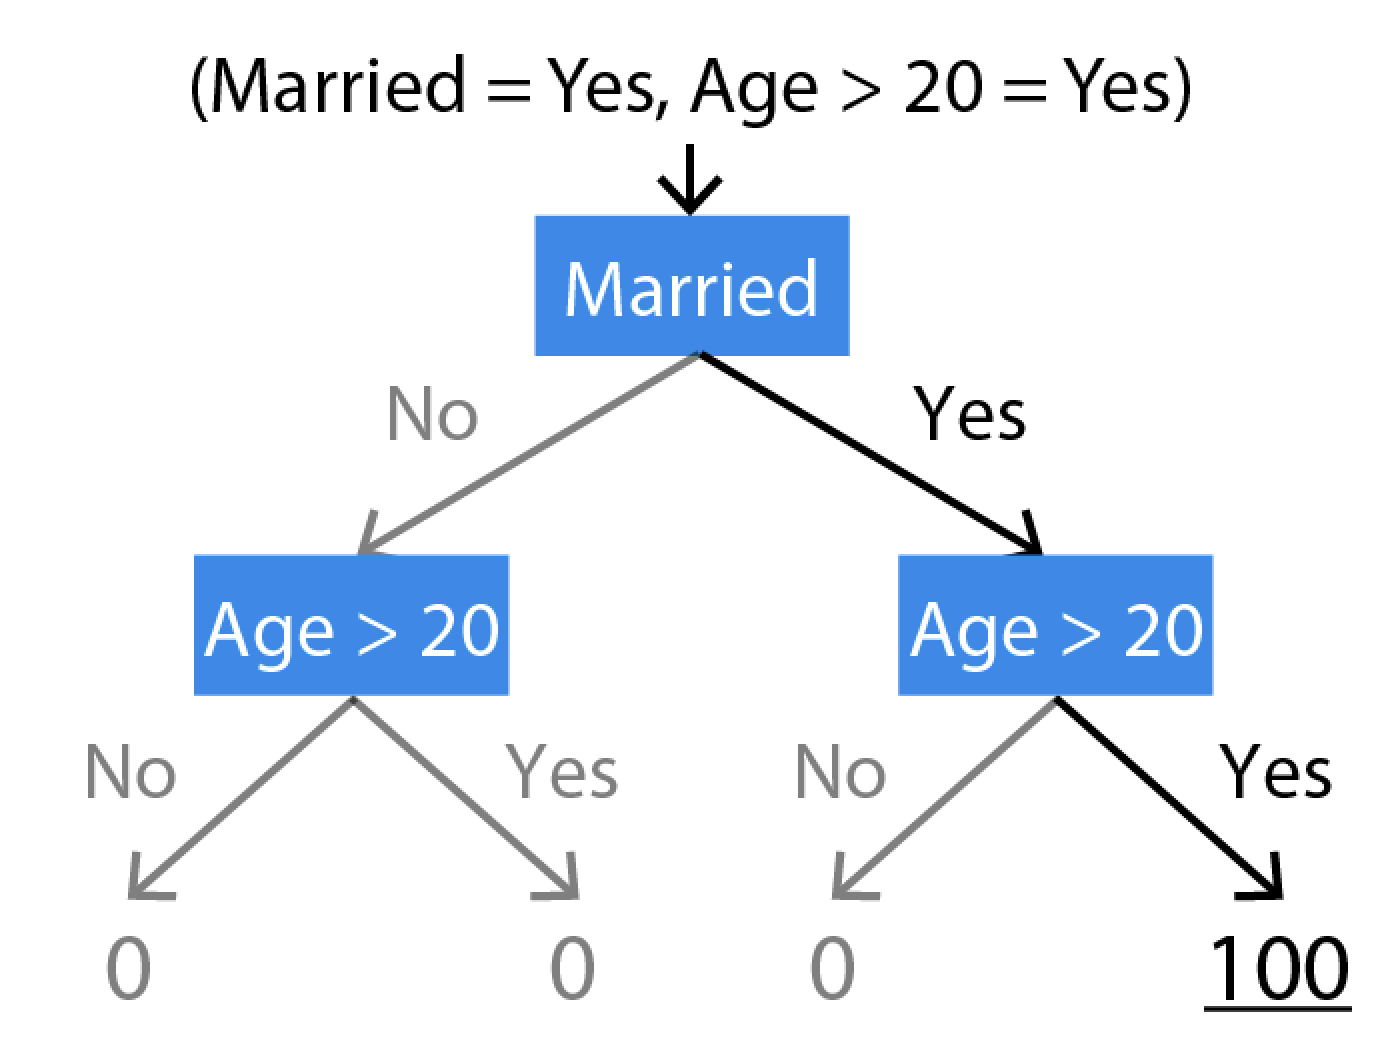 (Married = Yes, Age > 20 = Yes)
Married
No
Yes
Age > 20
Age > 20
No
Yes
No
Yes
0
0
0
100